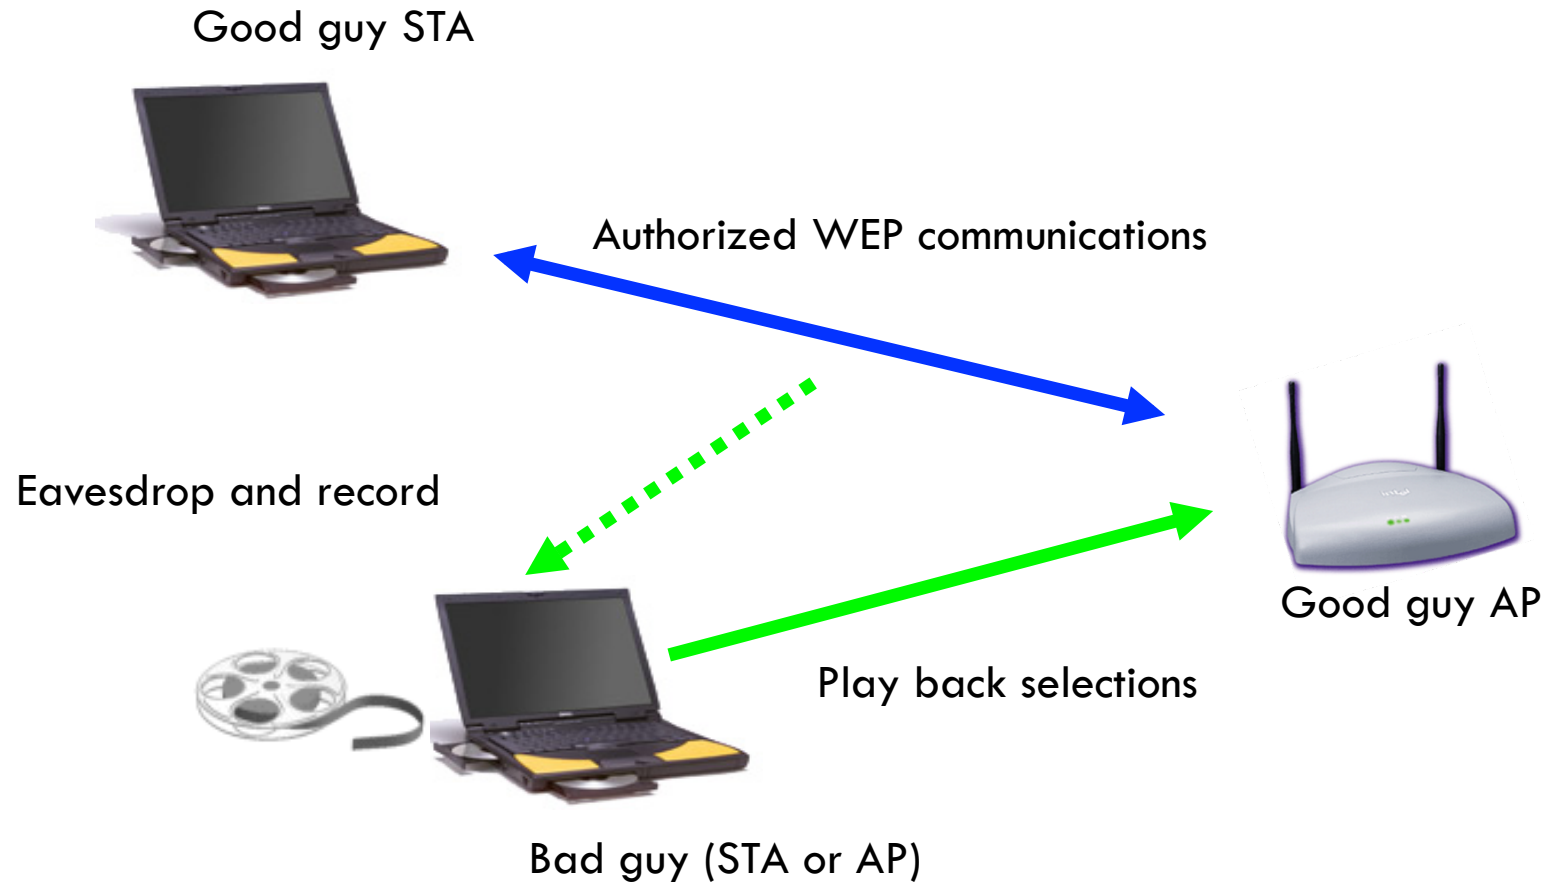 Good guy STA
Authorized WEP communications
Eavesdrop and record
Good guy AP
Play back selections
Bad guy (STA or AP)